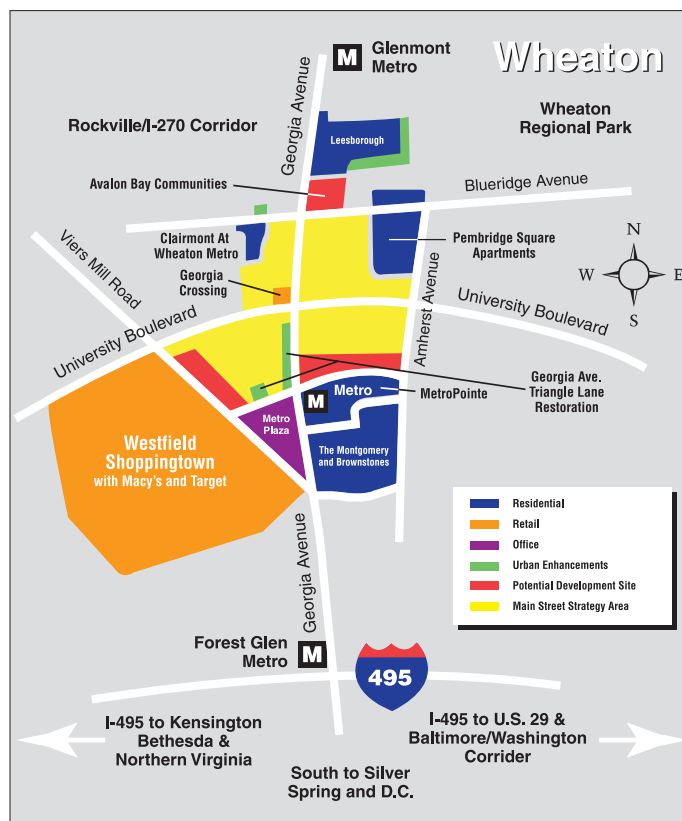 Wheaton
M
Glenmont
Metro
Georgia Avenue
Rockville/I-270 Corridor
Wheaton
Regional Park
Leesborough
Avalon Bay Communities
Blueridge Avenue
Viers Mill Road
Clairmont At
Wheaton Metro
Pembridge Square
Apartments
N
W
E
S
Georgia
Crossing
University Boulevard
University Boulevard
Amherst Avenue
Georgia Ave.
Triangle Lane
Restoration
Metro
M
MetroPointe
Metro
Plaza
Westfield
Shoppingtown
with Macy's and Target
The Montgomery
and Brownstones
Residential
Retail
Office
Urban Enhancements
Potential Development Site
Main Street Strategy Area
Georgia Avenue
Forest Glen
Metro
M
495
I-495 to Kensington
Bethesda &
Northern Virginia
I-495 to U.S. 29 &
Baltimore/Washington
Corrider
South to Silver
Spring and D.C.